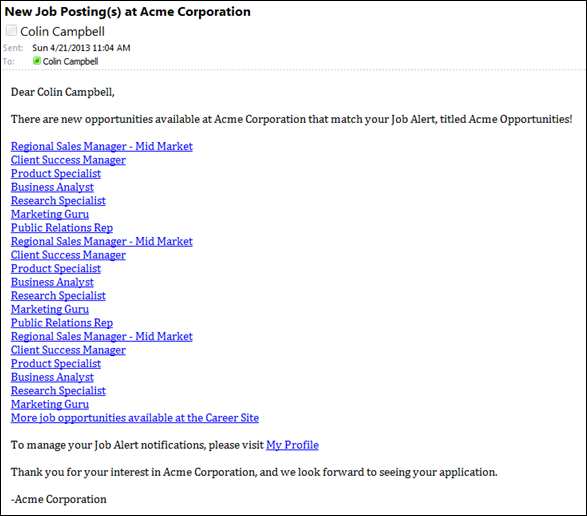 New Job Posting(s) at Acme Corporation
Colin Campbell
Sent: Sun 4/21/2013 11:04 AM
To: Colin Campbell
Dear Colin Campbell,
There are new opportunities available at Acme Corporation that match your Job Alert, titled Acme Opportunities!
Regional Sales Manager - Mid Market
Client Success Manager
Product Specialist
Business Analyst
Research Specialist
Marketing Guru
Public Relations Rep
Regional Sales Manager - Mid Market
Client Success Manager
Product Specialist
Business Analyst
Research Specialist
Marketing Guru
Public Relations Rep
Regional Sales Manager - Mid Market
Client Success Manager
Product Specialist
Business Analyst
Research Specialist
Marketing Guru
More job opportunities available at the Career Site
To manage your Job Alert notifications, please visit My Profile
Thank you for your interest in Acme Corporation, and we look forward to seeing your application.
-Acme Corporation